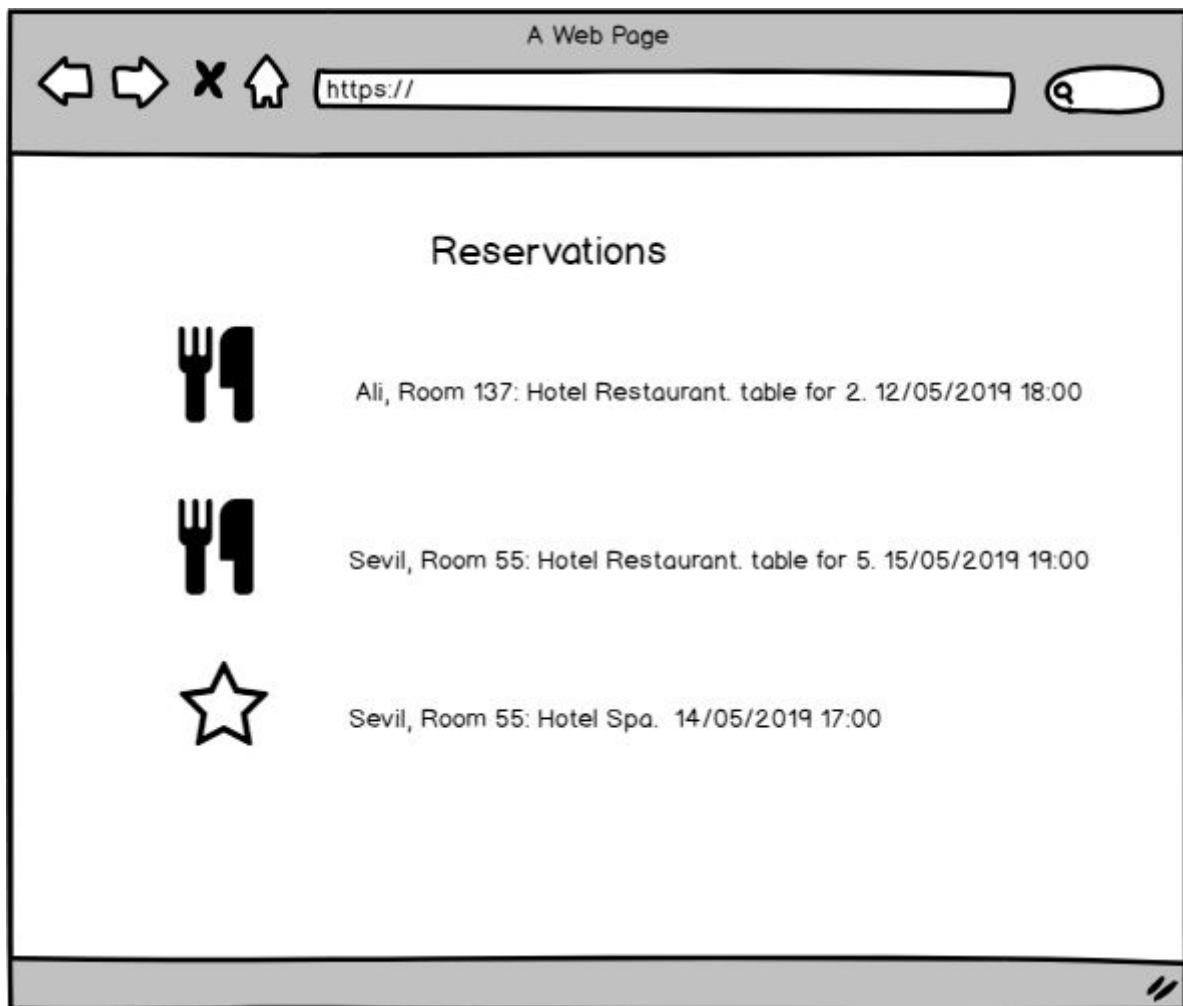 A Web Page
https://
Reservations
Ali, Room 137: Hotel Restaurant. table for 2. 12/05/2019 18:00
Sevil, Room 55: Hotel Restaurant. table for 5. 15/05/2019 19:00
Sevil, Room 55: Hotel Spa.  14/05/2019 17:00